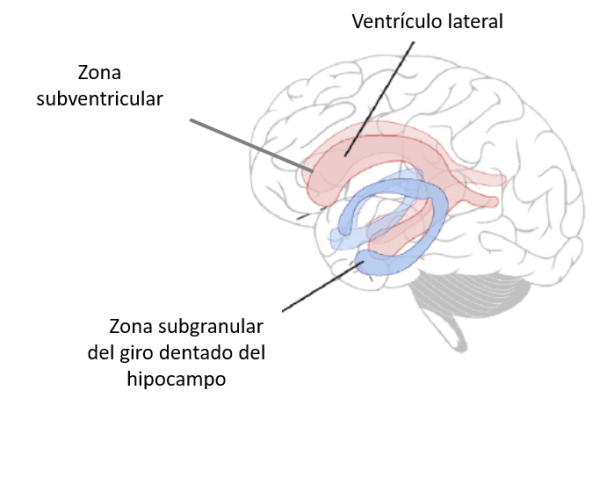 Ventrículo lateral
Zona
subventricular
Zona subgranular
del giro dentado del
hipocampo